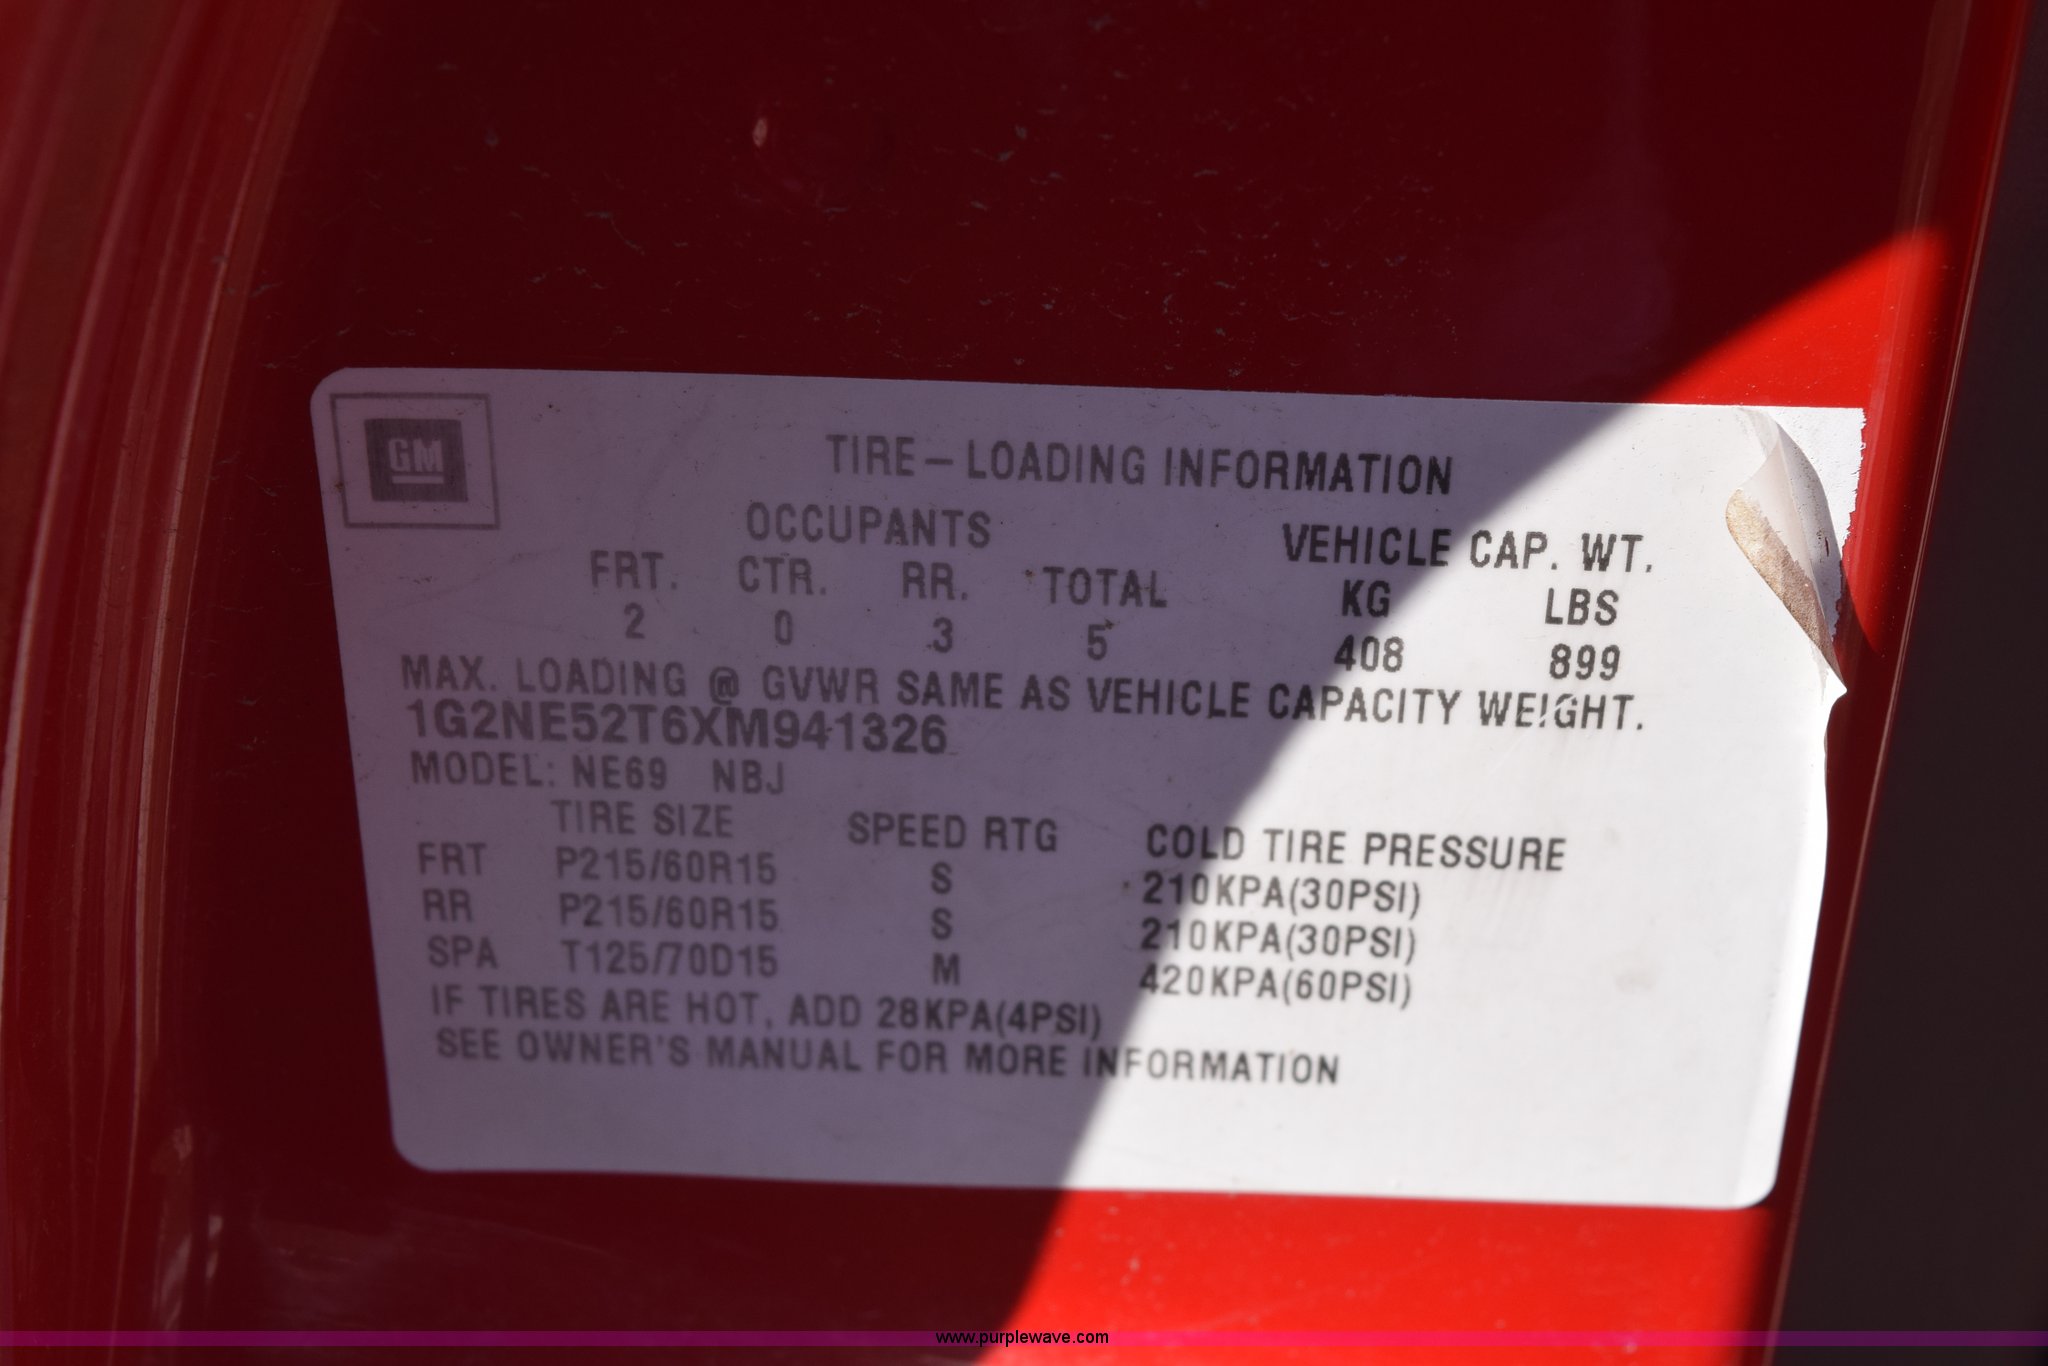 GM
TIRE-LOADING INFORMATION
OCCUPANTS VEHICLE CAP. WT.
FRT. CTR. RR. TOTAL KG LBS
2 0 3 5 408 899
MAX. LOADING @ GVWR SAME AS VEHICLE CAPACITY WEIGHT.
1G2NE52T6XM941326
MODEL: NE69 NBJ
TIRE SIZE SPEED RTG COLD TIRE PRESSURE
FRT P215/60R15 S 210KPA(30PSI)
RR P215/60R15 S 210KPA(30PSI)
SPA T125/70D15 M 420KPA(60PSI)
IF TIRES ARE HOT, ADD 28KPA(4PSI)
SEE OWNER'S MANUAL FOR MORE INFORMATION
www.purplewave.com